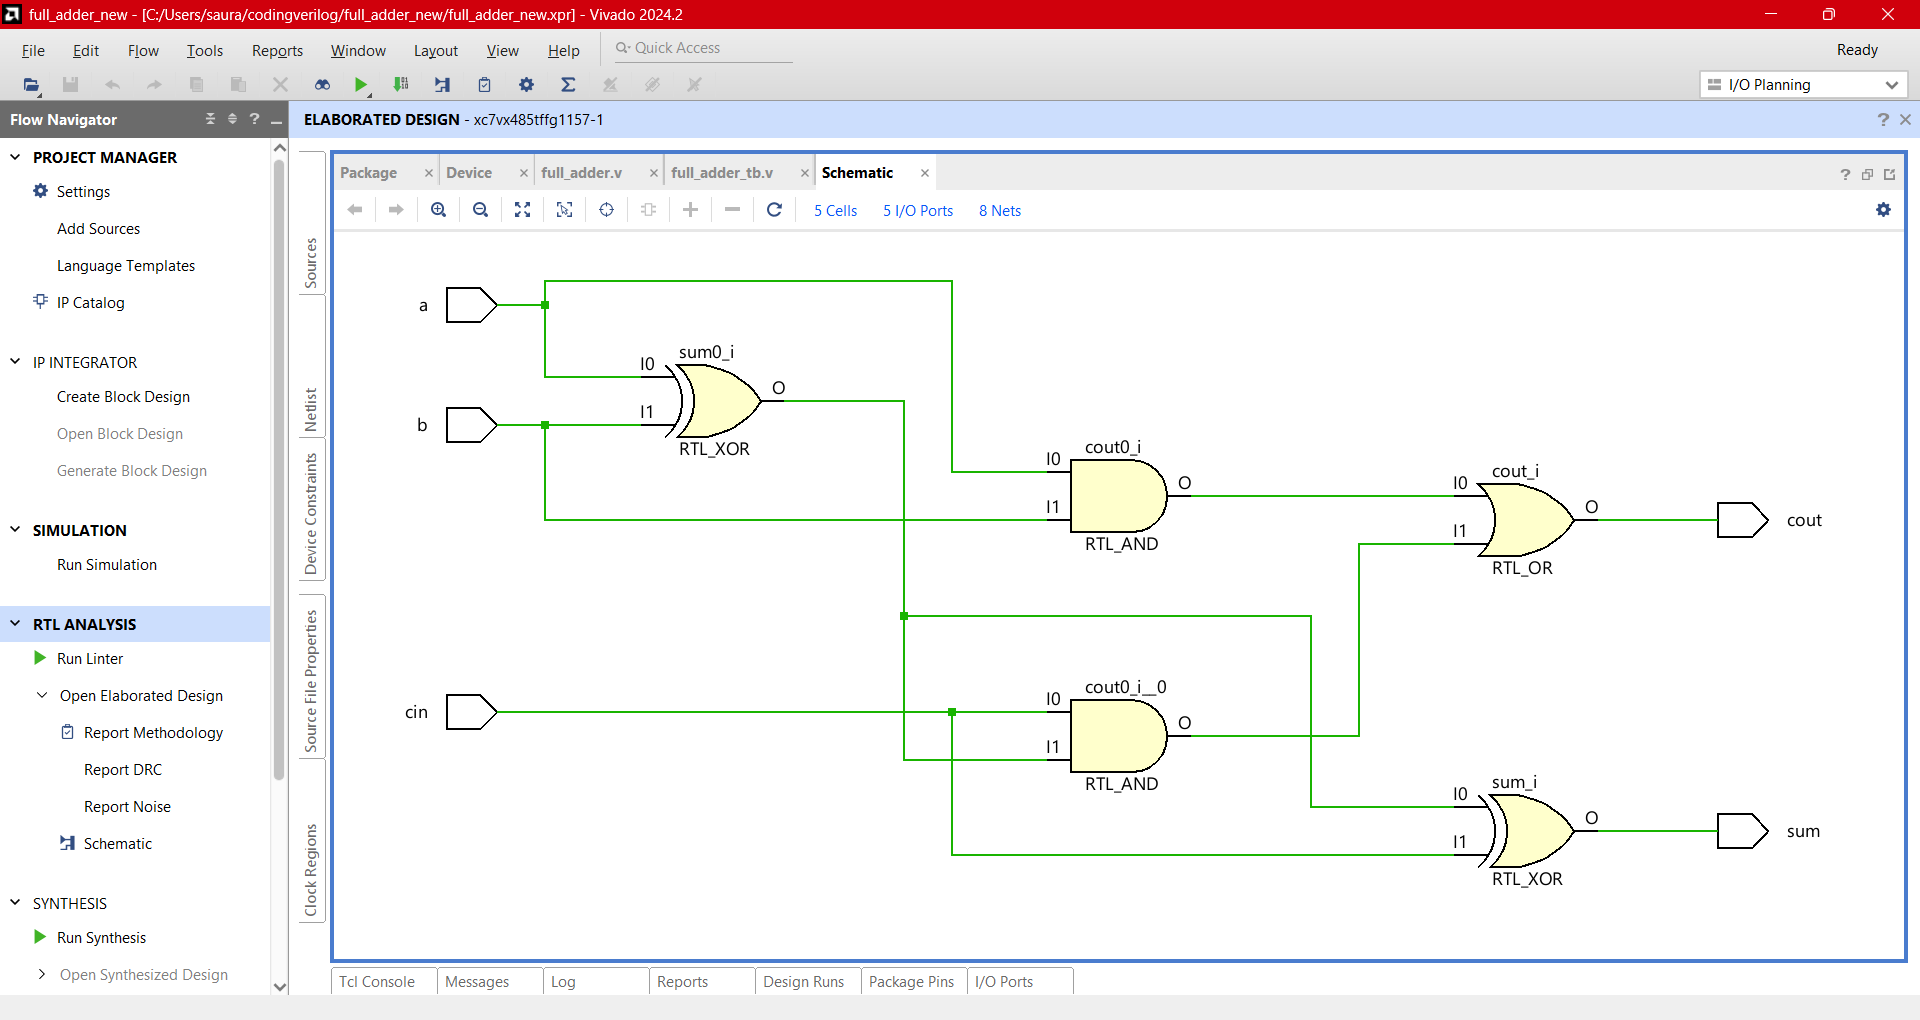 full_adder_new - [C:/Users/saura/codingverilog/full_adder_new/full_adder_new.xpr] - Vivado 2024.2
File Edit Flow Tools Reports Window Layout View Help Quick Access Ready
I/O Planning
Flow Navigator
ELABORATED DESIGN - xc7vx485tffg1157-1
PROJECT MANAGER
Settings
Add Sources
Language Templates
IP Catalog
IP INTEGRATOR
Create Block Design
Open Block Design
Generate Block Design
SIMULATION
Run Simulation
RTL ANALYSIS
Run Linter
Open Elaborated Design
Report Methodology
Report DRC
Report Noise
Schematic
SYNTHESIS
Run Synthesis
Open Synthesized Design
Sources
Netlist
Device Constraints
Source File Properties
Clock Regions
Package Device full_adder.v full_adder_tb.v Schematic
5 Cells 5 I/O Ports 8 Nets
a
sum0_i
I0
O
b
I1
RTL_XOR
cout0_i
I0
O
I1
RTL_AND
cout_i
I0
O
cout
I1
RTL_OR
cin
cout0_i__0
I0
O
I1
RTL_AND
sum_i
I0
O
sum
I1
RTL_XOR
Tcl Console Messages Log Reports Design Runs Package Pins I/O Ports